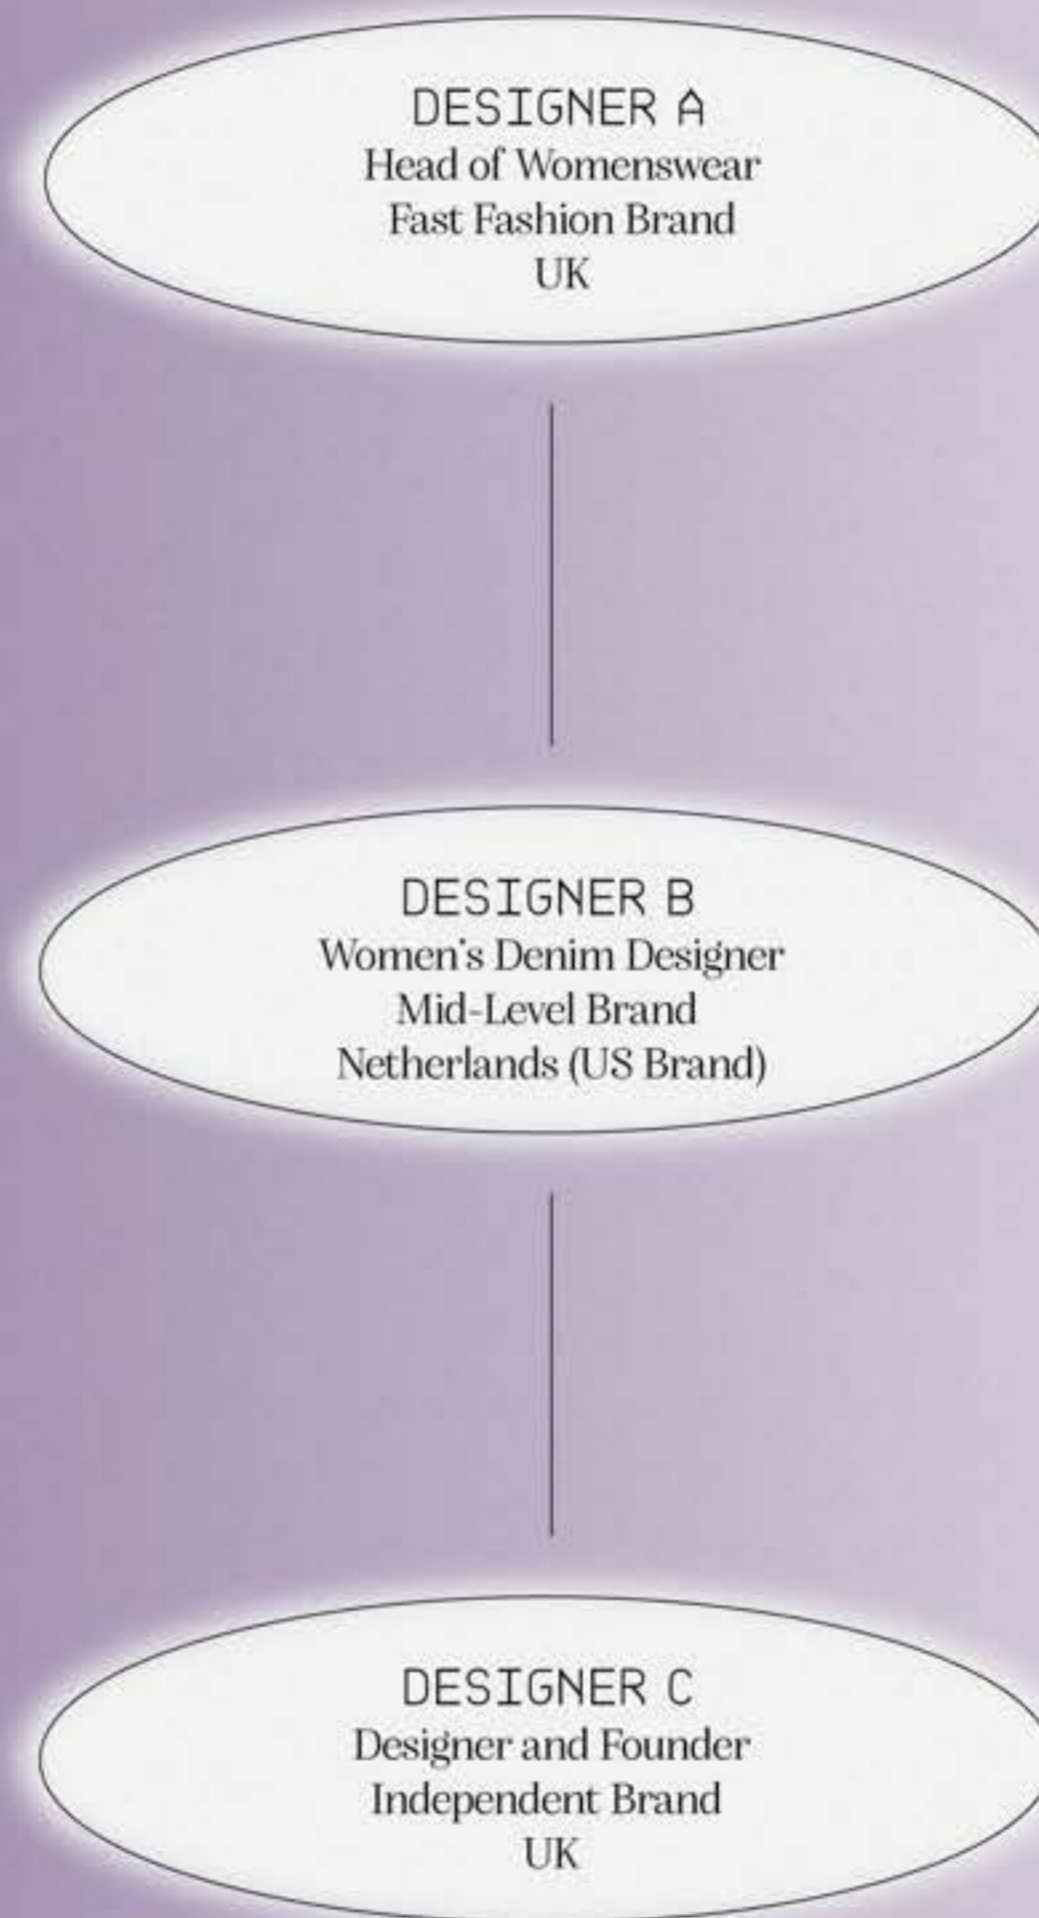 DESIGNER A
Head of Womenswear
Fast Fashion Brand
UK
DESIGNER B
Women's Denim Designer
Mid-Level Brand
Netherlands (US Brand)
DESIGNER C
Designer and Founder
Independent Brand
UK